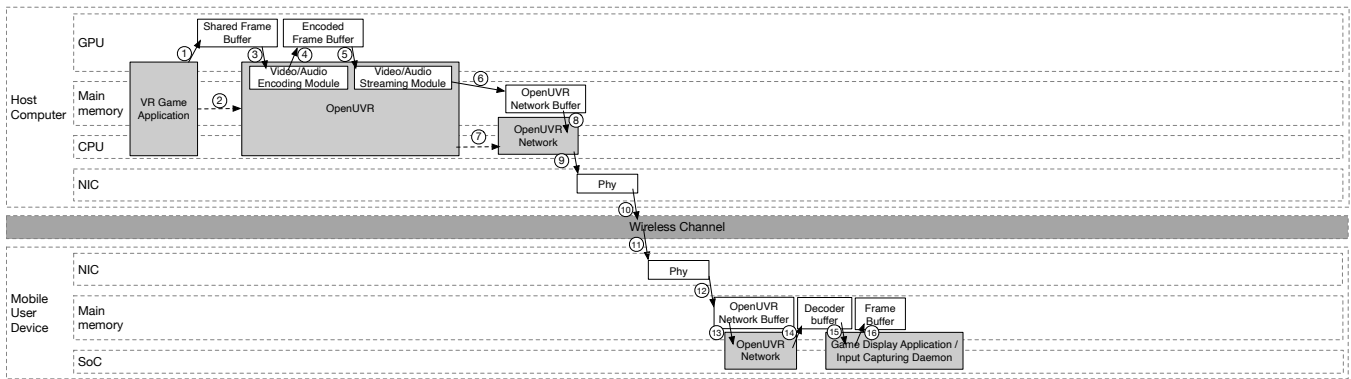 Host
Computer
GPU
Main
memory
CPU
NIC
Shared Frame
Buffer
Encoded
Frame Buffer
1
3
4
5
VR Game
Application
2
Video/Audio
Encoding Module
Video/Audio
Streaming Module
OpenUVR
6
OpenUVR
Network Buffer
8
7
OpenUVR
Network
9
Phy
10
Wireless Channel
11
Mobile
User
Device
NIC
Main
memory
SoC
Phy
12
OpenUVR
Network Buffer
Decoder
buffer
Frame
Buffer
13
14
15
16
OpenUVR
Network
Game Display Application /
Input Capturing Daemon